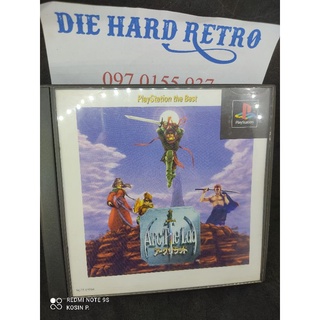 DIE HARD RETRO
097 0155 937
PlayStation the Best
PlayStation
ARC THE LAD
アークザラッド
REDMI NOTE 9S
KOSIN P.